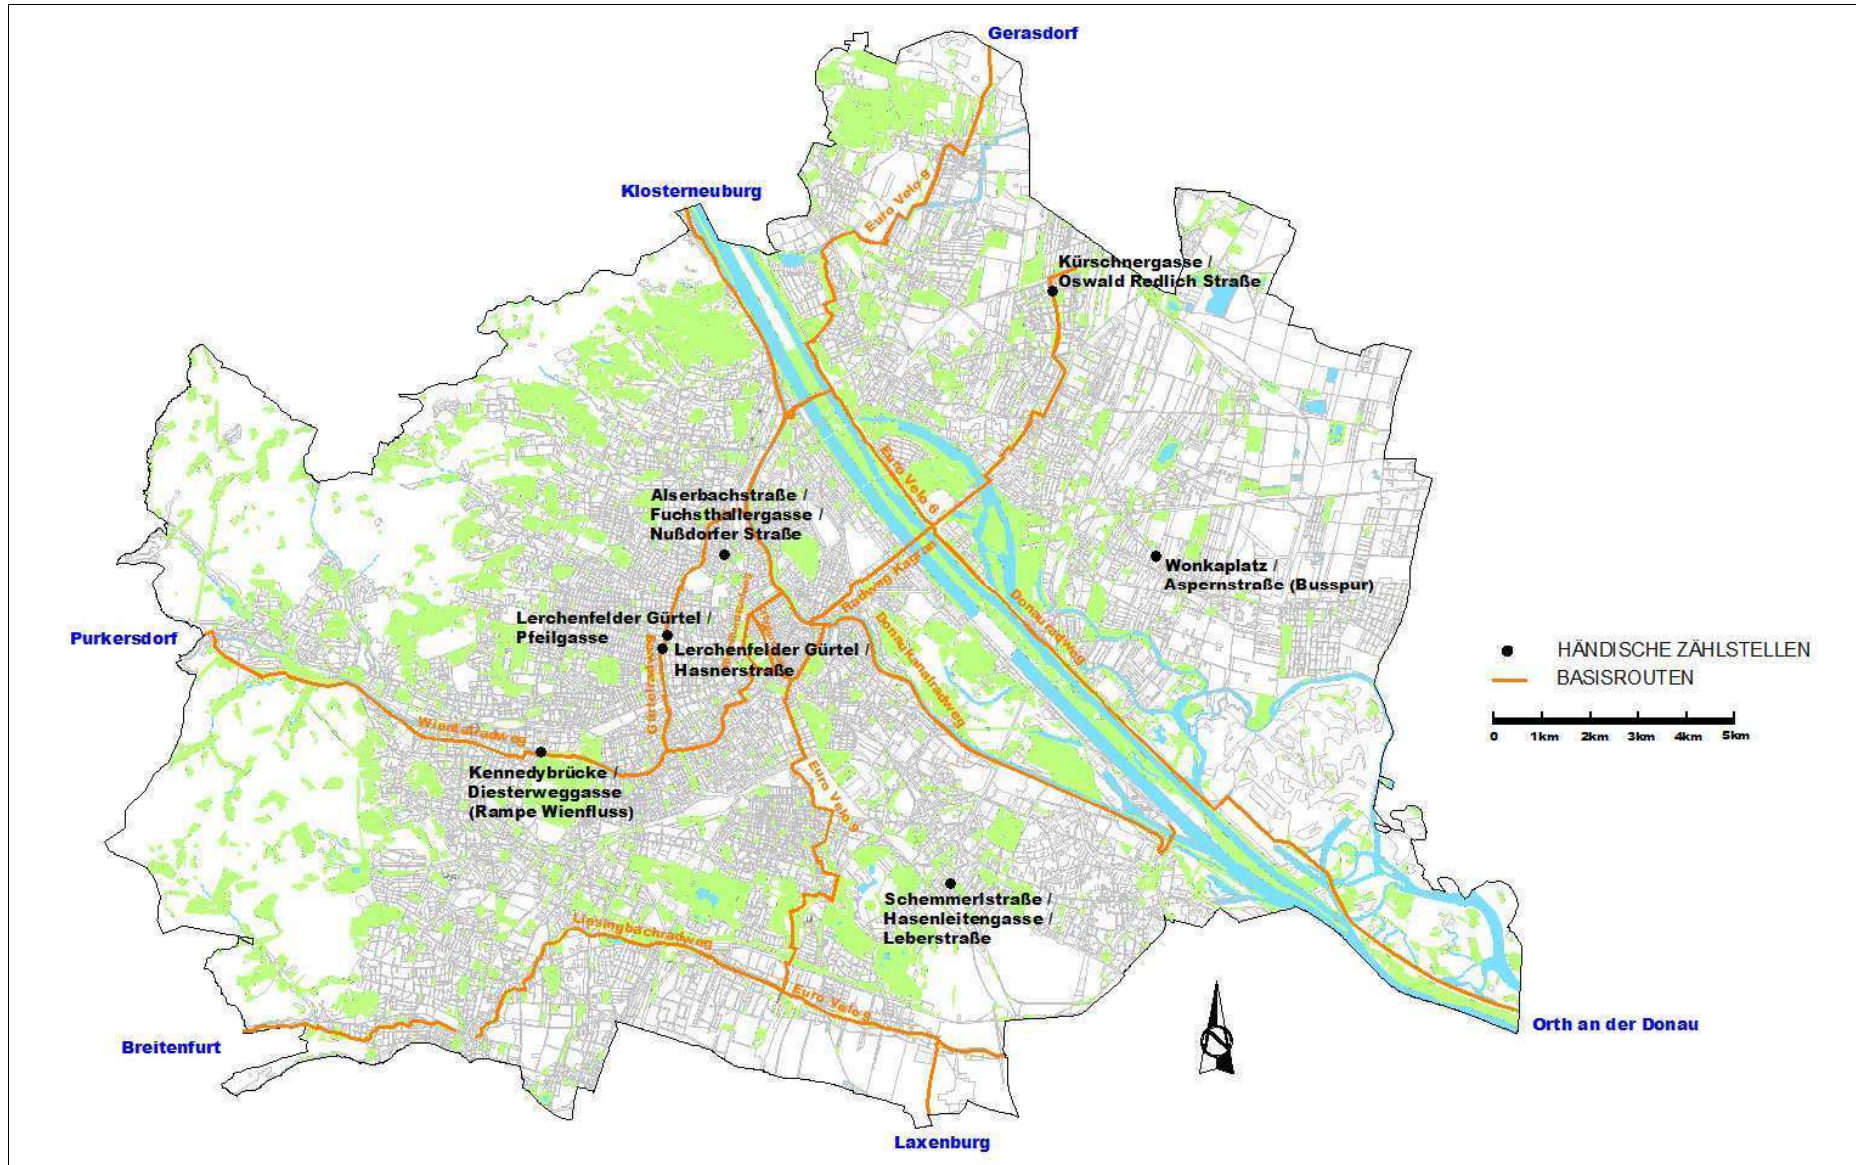 Gerasdorf
Klosterneuburg
Euro Velo 9
Kürschnergasse /
Oswald Redlich Straße
Alserbachstraße /
Fuchsthallergasse /
Nußdorfer Straße
Euro Velo 6
Radweg Kagran
Wonkaplatz /
Aspernstraße (Busspur)
Lerchenfelder Gürtel /
Pfeilgasse
Lerchenfelder Gürtel /
Hasnerstraße
Purkersdorf
Donauradweg
Donaukanalradweg
Gürtelradweg
Wientalradweg
HÄNDISCHE ZÄHLSTELLEN
BASISROUTEN
0 1km 2km 3km 4km 5km
Kennedybrücke /
Diesterweggasse
(Rampe Wienfluss)
Euro Velo 9
Schemmerlstraße /
Hasenleitengasse /
Leberstraße
Liesingbachradweg
Euro Velo 9
Breitenfurt
Orth an der Donau
Laxenburg